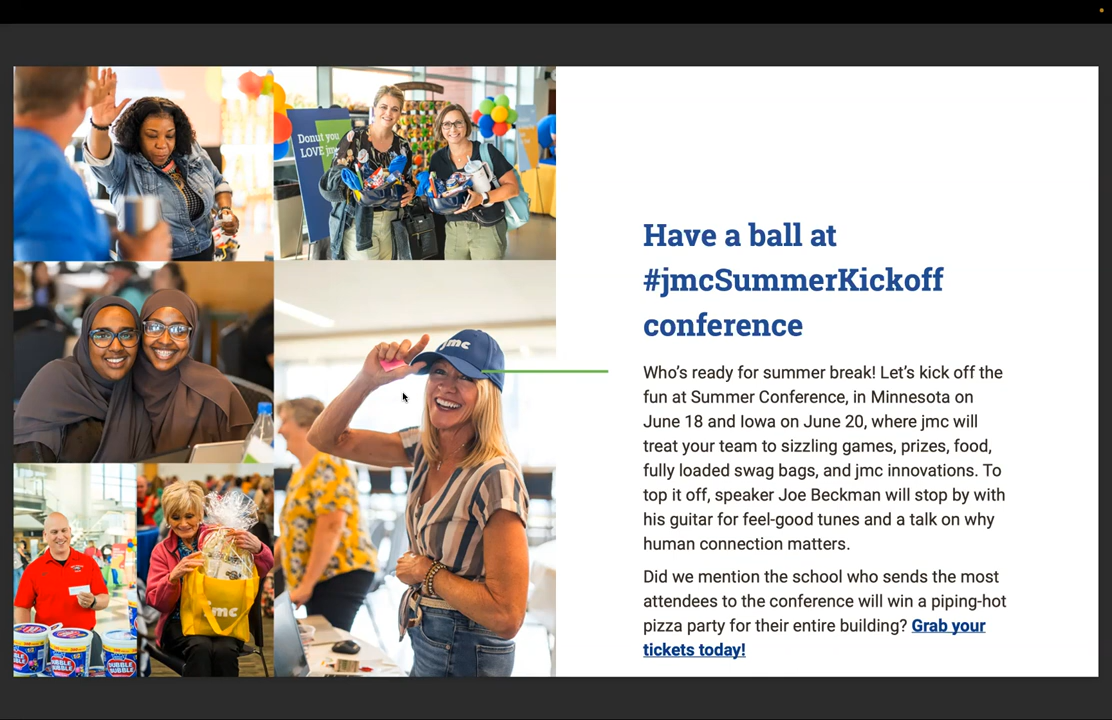 Donut you
LOVE jmc
jmc
jmc
DUBBLE
BUBBLE
Have a ball at
#jmcSummerKickoff
conference
Who’s ready for summer break! Let’s kick off the
fun at Summer Conference, in Minnesota on
June 18 and Iowa on June 20, where jmc will
treat your team to sizzling games, prizes, food,
fully loaded swag bags, and jmc innovations. To
top it off, speaker Joe Beckman will stop by with
his guitar for feel-good tunes and a talk on why
human connection matters.
Did we mention the school who sends the most
attendees to the conference will win a piping-hot
pizza party for their entire building? Grab your
tickets today!